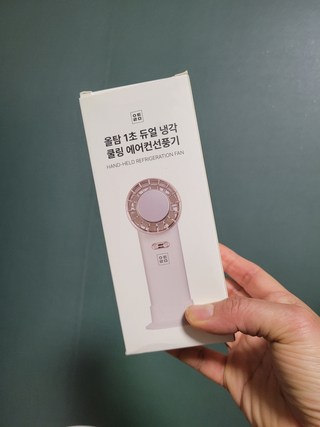 올탐 1초 듀얼 냉각
쿨링 에어컨선풍기
HAND-HELD REFRIGERATION FAN